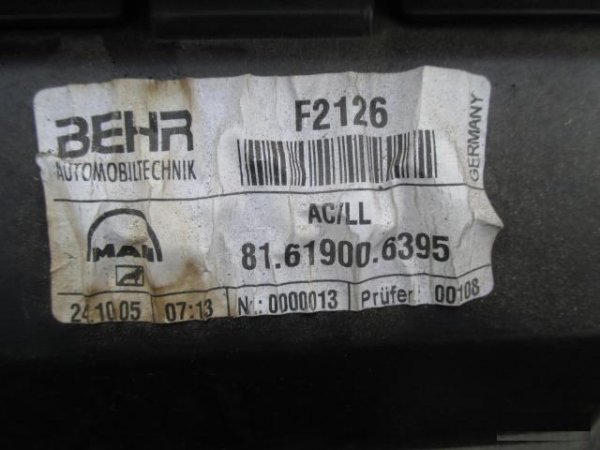 BEHR
AUTOMOBILTECHNIK
F2126
GERMANY
AC/LL
MAN
81.61900.6395
24.10.05 07:13 Nr.: 0000013 Prüfer: 00108